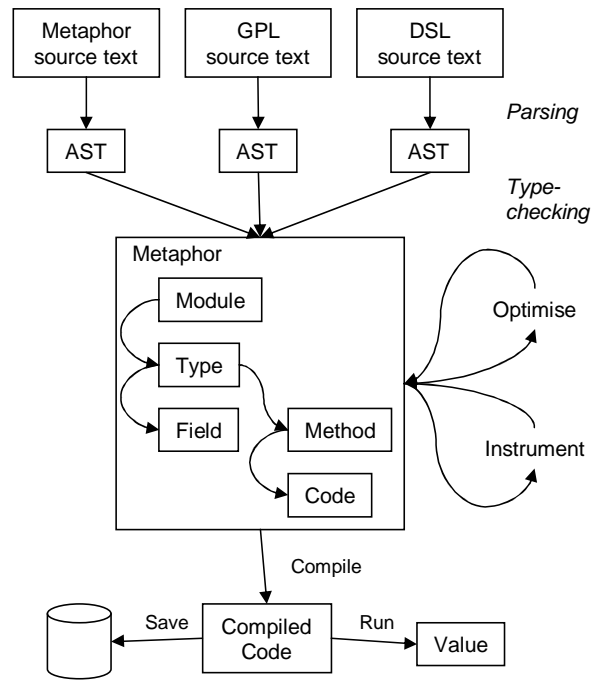 Metaphor
source text
GPL
source text
DSL
source text
Parsing
AST
AST
AST
Type-
checking
Metaphor
Module
Optimise
Type
Field
Method
Instrument
Code
Compile
Save
Compiled
Code
Run
Value